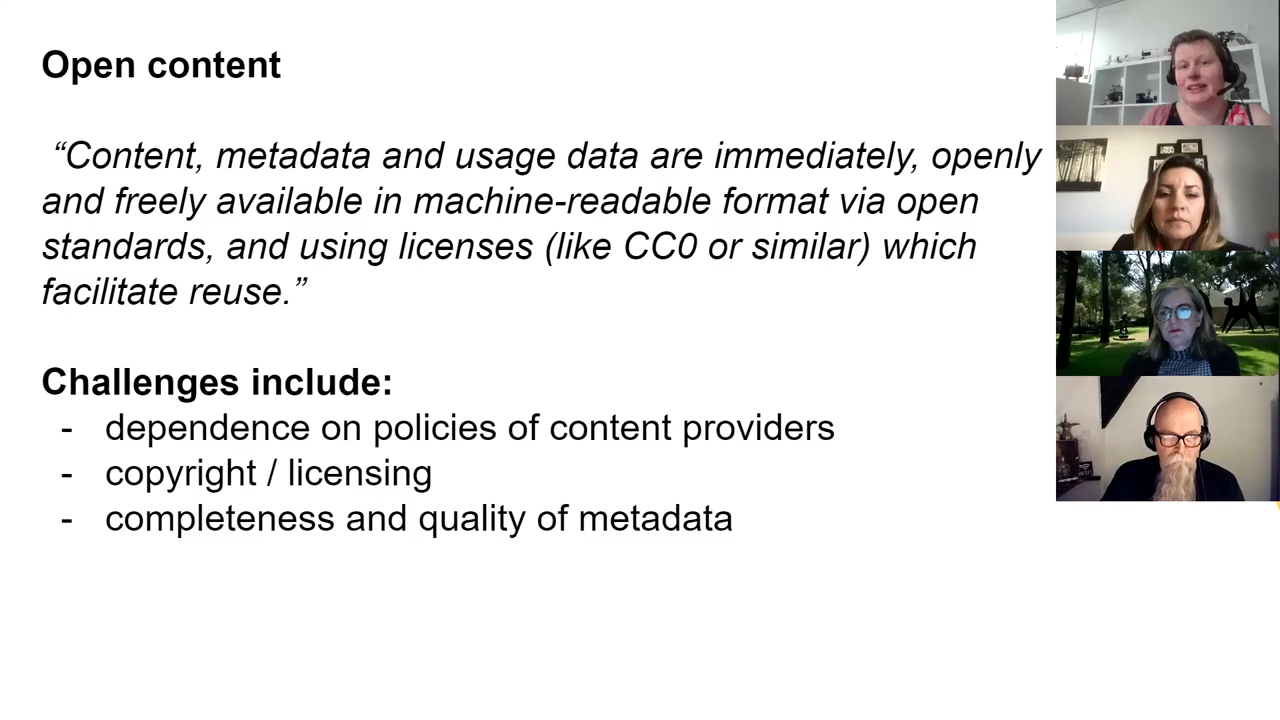 Open content
“Content, metadata and usage data are immediately, openly
and freely available in machine-readable format via open
standards, and using licenses (like CC0 or similar) which
facilitate reuse.”
Challenges include:
- dependence on policies of content providers
- copyright / licensing
- completeness and quality of metadata